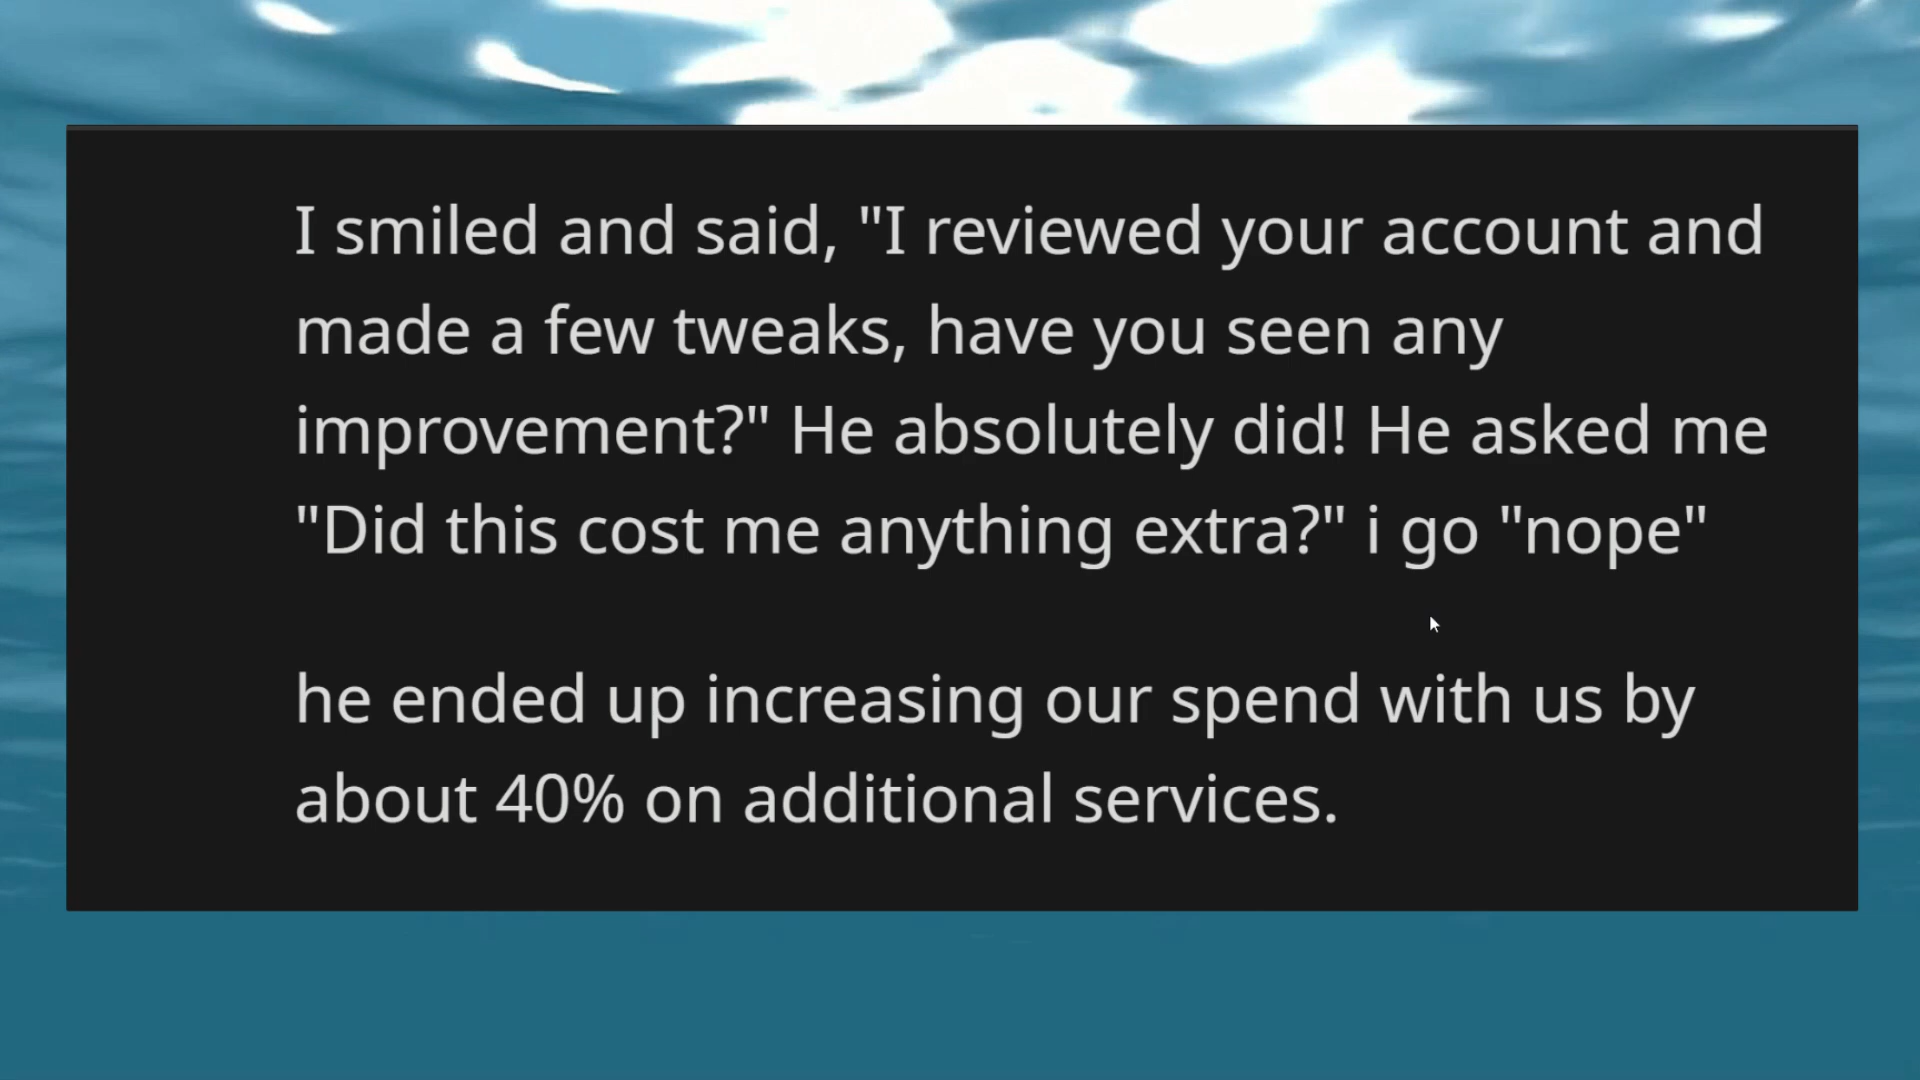 I smiled and said, "I reviewed your account and
made a few tweaks, have you seen any
improvement?" He absolutely did! He asked me
"Did this cost me anything extra?" i go "nope"
he ended up increasing our spend with us by
about 40% on additional services.